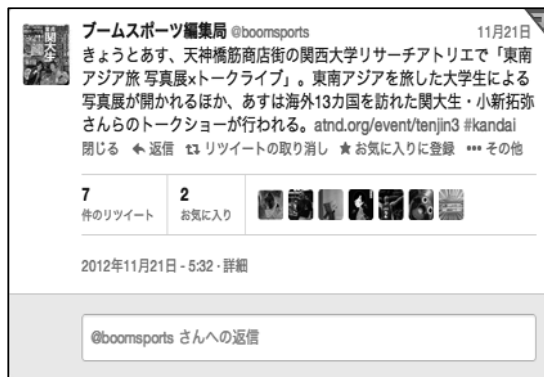 関大生
ブームスポーツ編集局 @boomsports 11月21日
きょうとあす、天神橋筋商店街の関西大学リサーチアトリエで「東南
アジア旅 写真展×トークライブ」。東南アジアを旅した大学生による
写真展が開かれるほか、あすは海外13カ国を訪れた関大生・小新拓弥
さんらのトークショーが行われる。atnd.org/event/tenjin3 #kandai
閉じる 返信 リツイートの取り消し お気に入りに登録 ••• その他
7 2
件のリツイート お気に入り
2012年11月21日 - 5:32 · 詳細
@boomsports さんへの返信